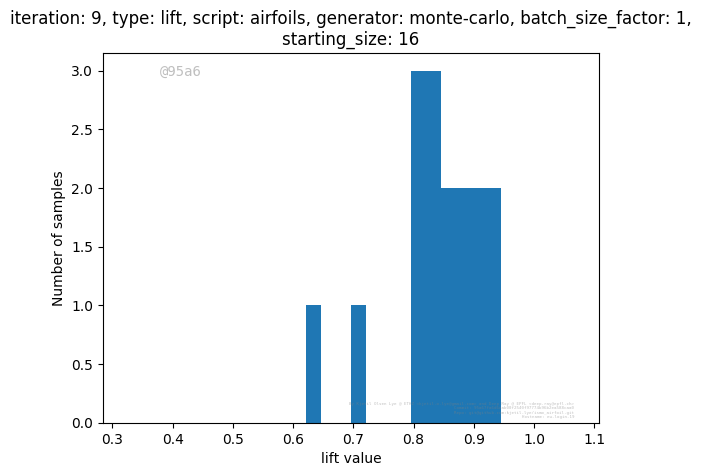 iteration: 9, type: lift, script: airfoils, generator: monte-carlo, batch_size_factor: 1,
starting_size: 16
@95a6
3.0
2.5
2.0
1.5
1.0
0.5
0.0
Number of samples
0.3 0.4 0.5 0.6 0.7 0.8 0.9 1.0 1.1
lift value